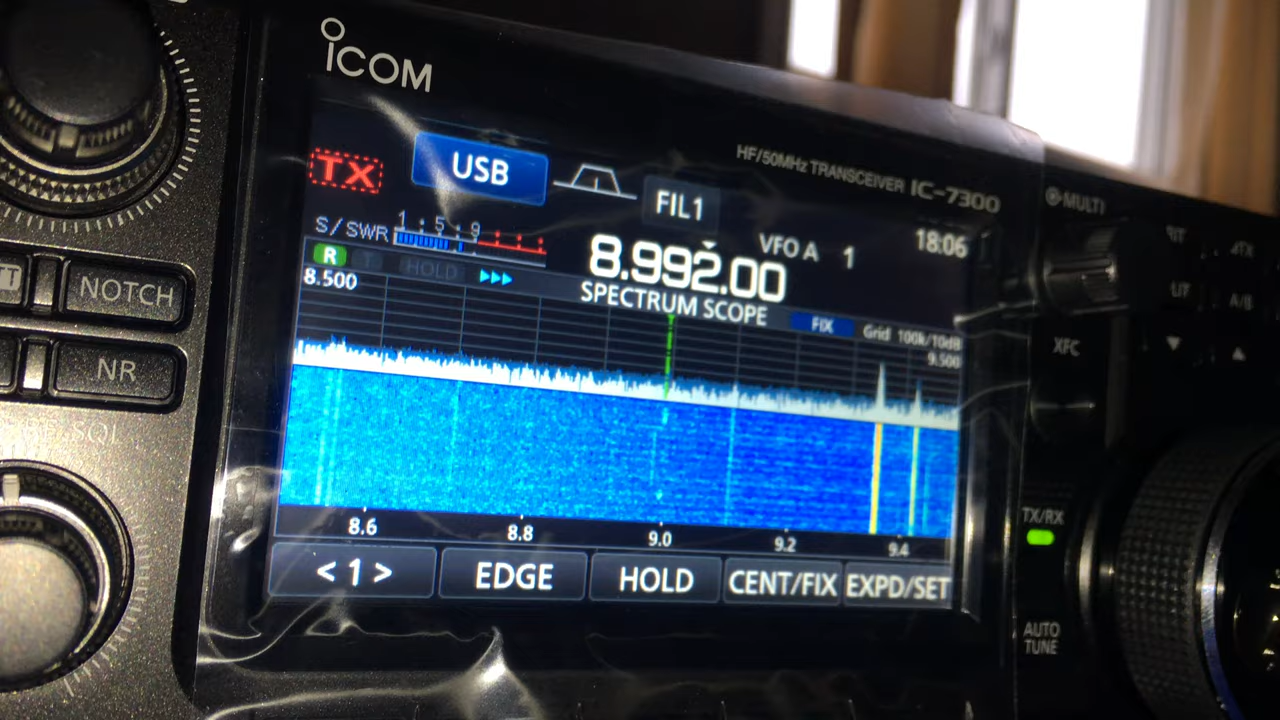 ICOM
HF/50MHz TRANSCEIVER IC-7300
TX
USB
FIL1
VFO A 1
18:06
S/SWR 1 : 5 : 9
8.992.00
R T HOLD
8.500
SPECTRUM SCOPE
FIX
Grid 100k/10dB
9.500
8.6 8.8 9.0 9.2 9.4
< 1 >
EDGE
HOLD
CENT/FIX
EXPD/SET
NOTCH
NR
MULTI
A/B
XFC
TX/RX
AUTO
TUNE